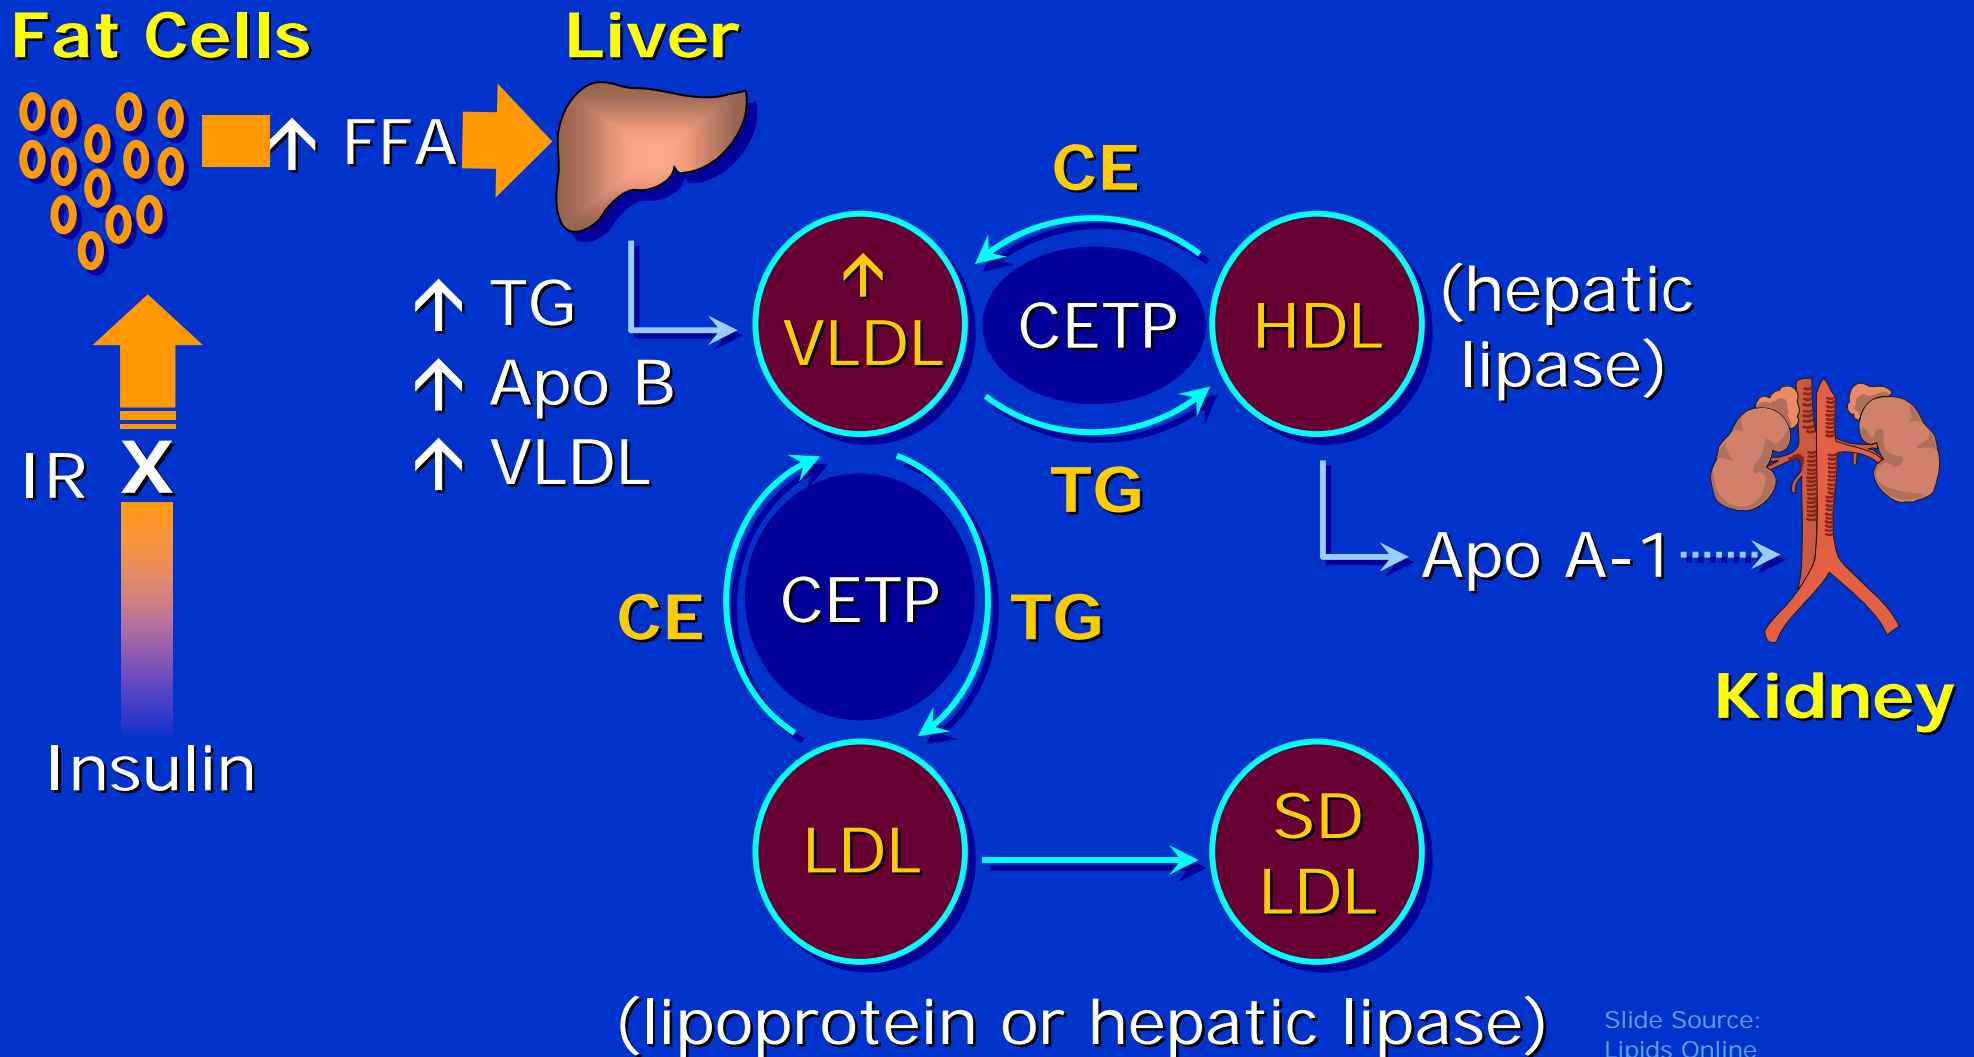 Fat Cells
Liver
↑ FFA
CE
↑ TG
↑ Apo B
↑ VLDL
↑
VLDL
CETP
HDL
(hepatic
lipase)
IR X
TG
Apo A-1
CE
CETP
TG
Kidney
Insulin
LDL
SD
LDL
(lipoprotein or hepatic lipase)
Slide Source:
Lipids Online